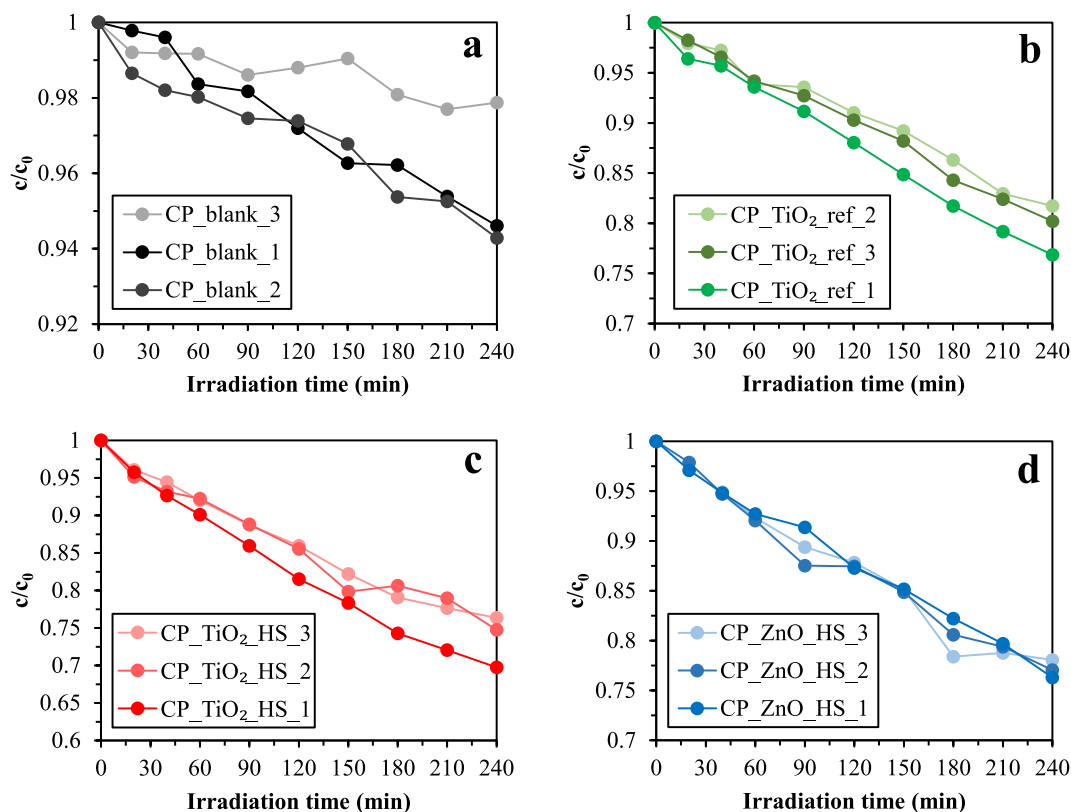 a
1
0.98
0.96
0.94
0.92
c/c₀
CP_blank_3
CP_blank_1
CP_blank_2
0 30 60 90 120 150 180 210 240
Irradiation time (min)
b
1
0.95
0.9
0.85
0.8
0.75
0.7
c/c₀
CP_TiO₂_ref_2
CP_TiO₂_ref_3
CP_TiO₂_ref_1
0 30 60 90 120 150 180 210 240
Irradiation time (min)
c
1
0.95
0.9
0.85
0.8
0.75
0.7
0.65
0.6
c/c₀
CP_TiO₂_HS_3
CP_TiO₂_HS_2
CP_TiO₂_HS_1
0 30 60 90 120 150 180 210 240
Irradiation time (min)
d
1
0.95
0.9
0.85
0.8
0.75
0.7
c/c₀
CP_ZnO_HS_3
CP_ZnO_HS_2
CP_ZnO_HS_1
0 30 60 90 120 150 180 210 240
Irradiation time (min)